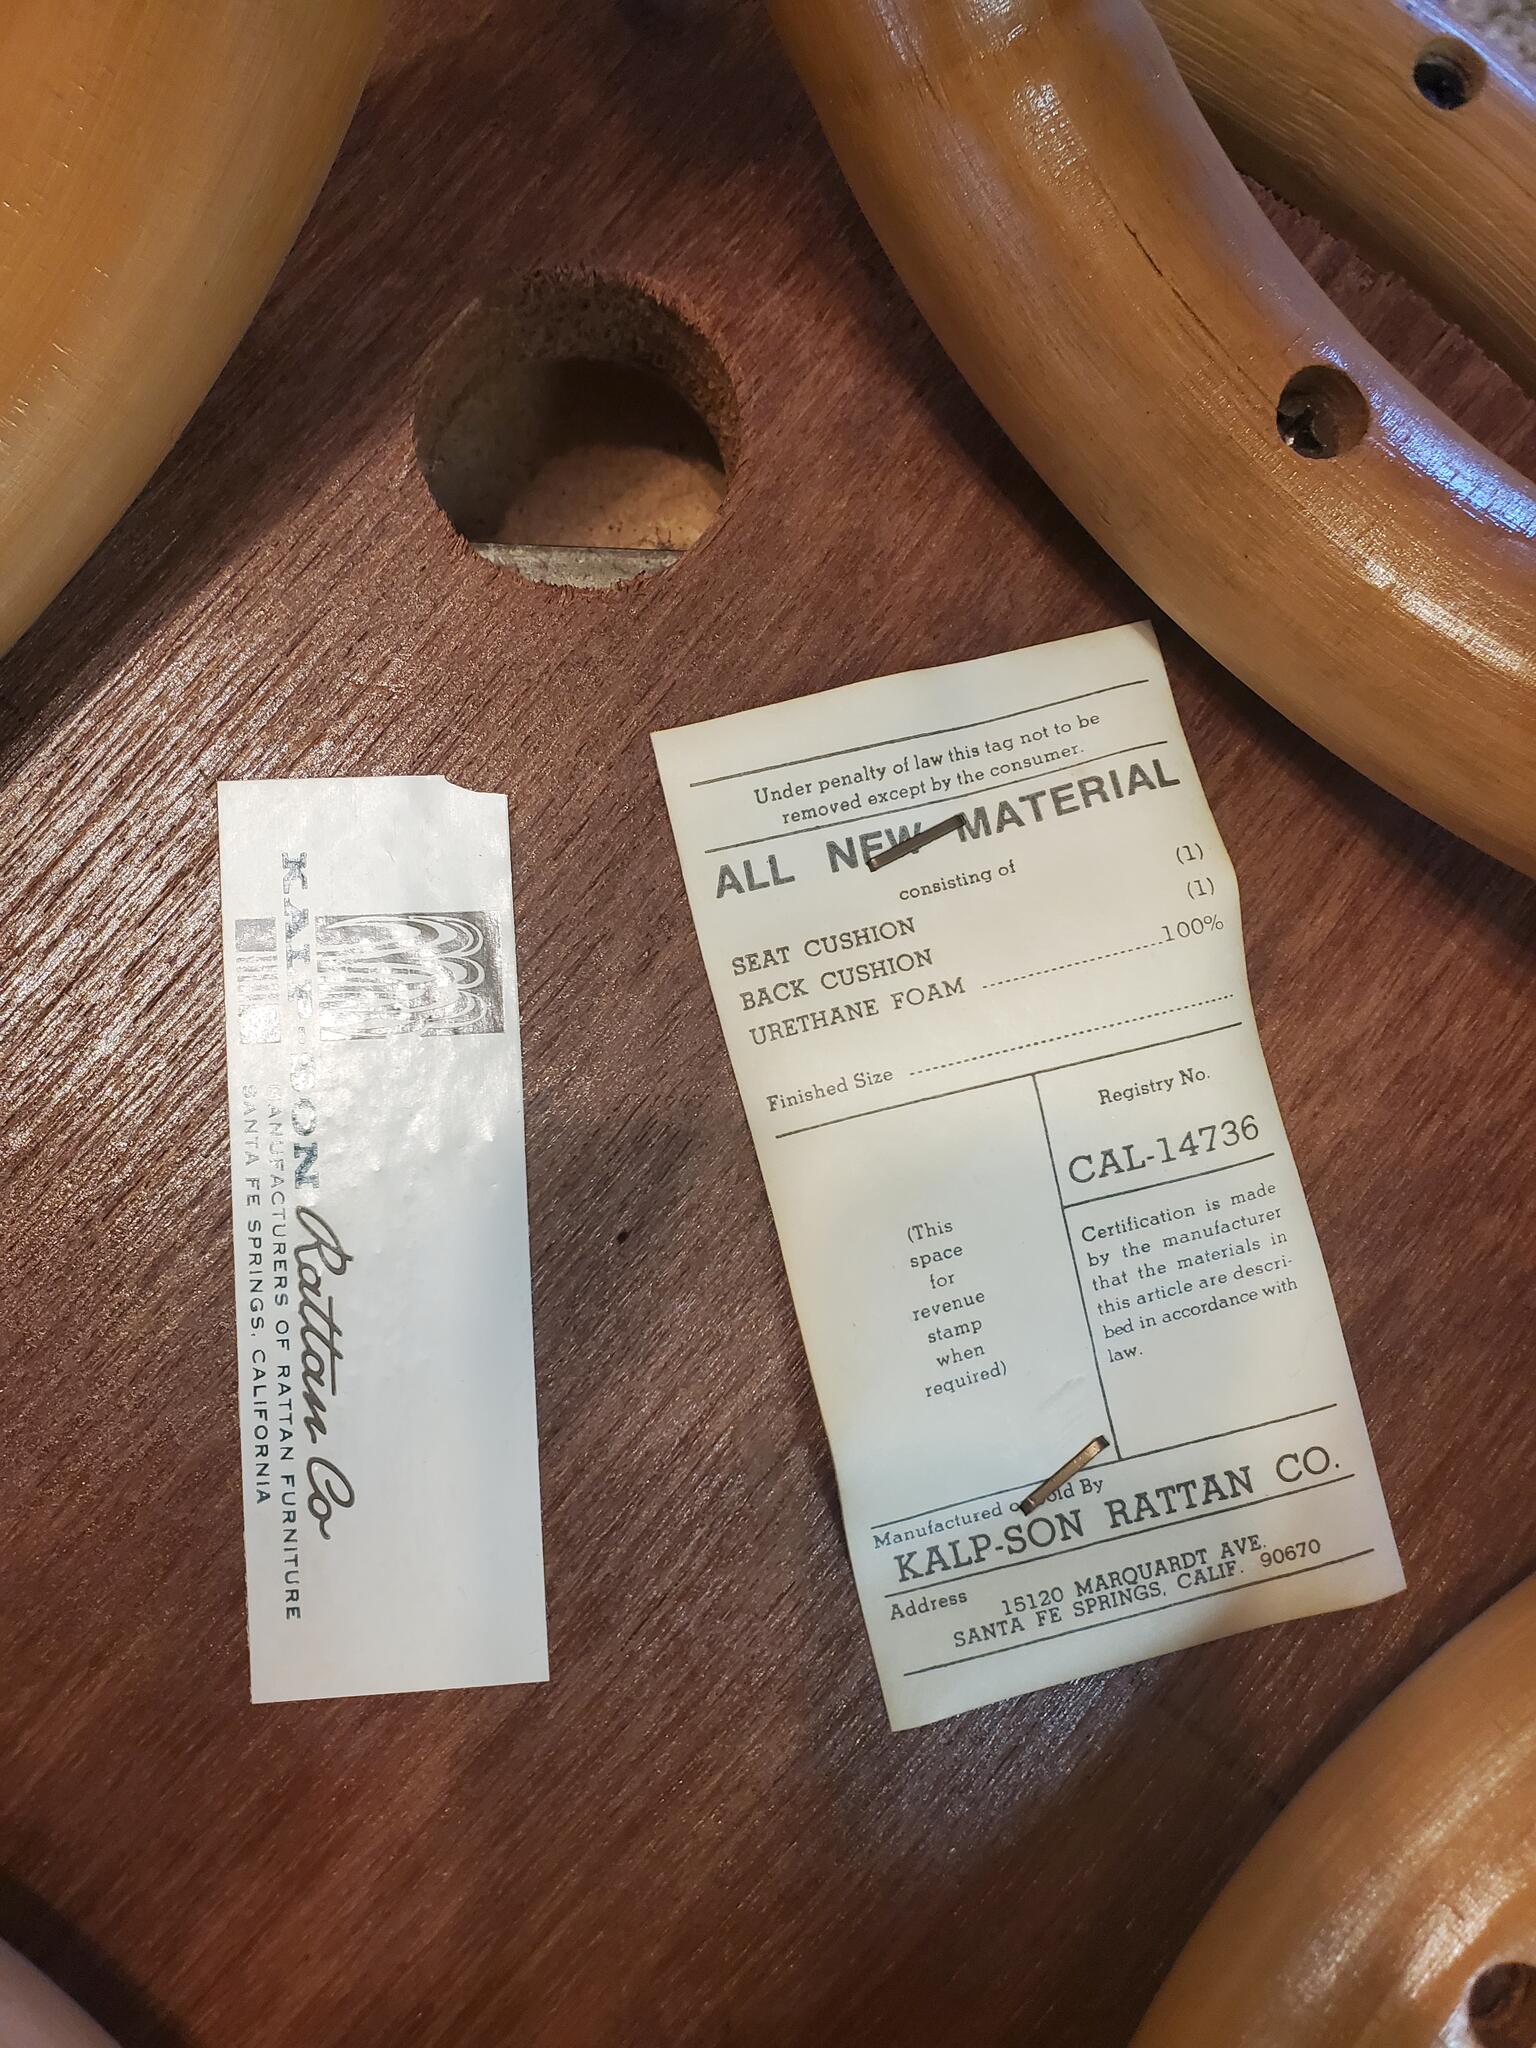 KALP-SON Rattan Co
MANUFACTURERS OF RATTAN FURNITURE
SANTA FE SPRINGS, CALIFORNIA
Under penalty of law this tag not to be
removed except by the consumer.
ALL NEW MATERIAL
consisting of
SEAT CUSHION (1)
BACK CUSHION (1)
URETHANE FOAM ........................100%
Finished Size ................................................
Registry No.
CAL-14736
(This
space
for
revenue
stamp
when
required)
Certification is made
by the manufacturer
that the materials in
this article are descri-
bed in accordance with
law.
Manufactured or Sold By
KALP-SON RATTAN CO.
Address 15120 MARQUARDT AVE.
SANTA FE SPRINGS, CALIF. 90670